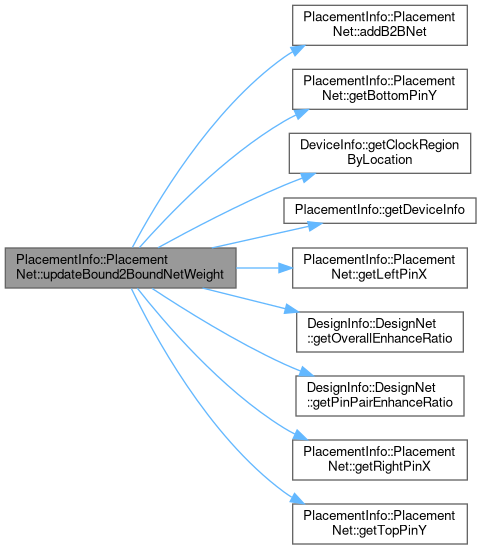 PlacementInfo::Placement
Net::addB2BNet
PlacementInfo::Placement
Net::getBottomPinY
DeviceInfo::getClockRegion
ByLocation
PlacementInfo::getDeviceInfo
PlacementInfo::Placement
Net::updateBound2BoundNetWeight
PlacementInfo::Placement
Net::getLeftPinX
DesignInfo::DesignNet
::getOverallEnhanceRatio
DesignInfo::DesignNet
::getPinPairEnhanceRatio
PlacementInfo::Placement
Net::getRightPinX
PlacementInfo::Placement
Net::getTopPinY